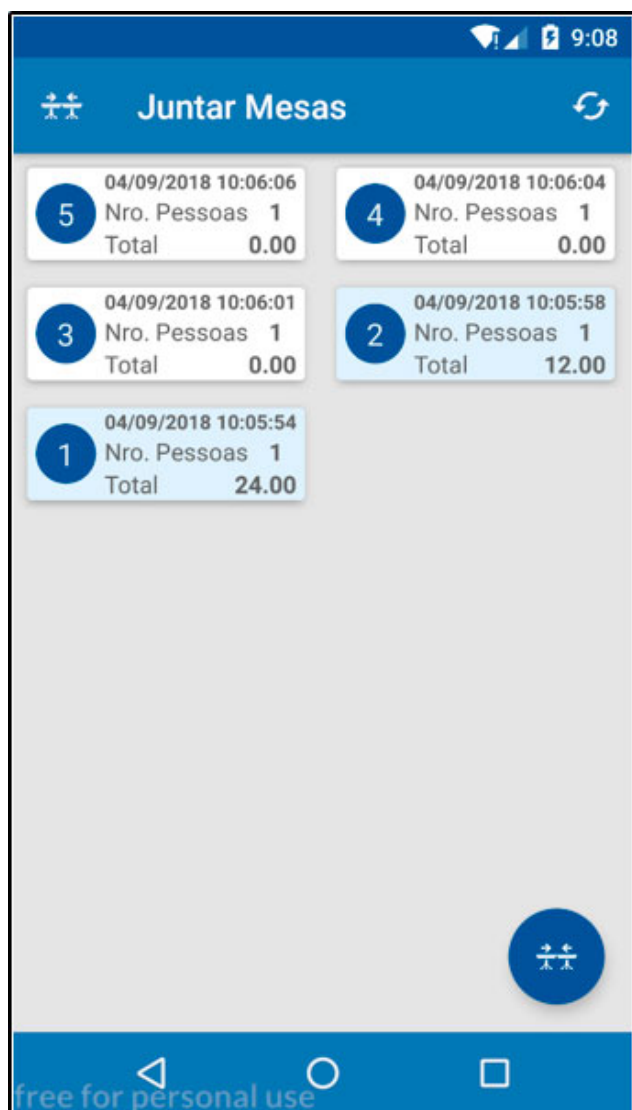 9:08
Juntar Mesas
5
04/09/2018 10:06:06
Nro. Pessoas 1
Total 0.00
4
04/09/2018 10:06:04
Nro. Pessoas 1
Total 0.00
3
04/09/2018 10:06:01
Nro. Pessoas 1
Total 0.00
2
04/09/2018 10:05:58
Nro. Pessoas 1
Total 12.00
1
04/09/2018 10:05:54
Nro. Pessoas 1
Total 24.00
free for personal use